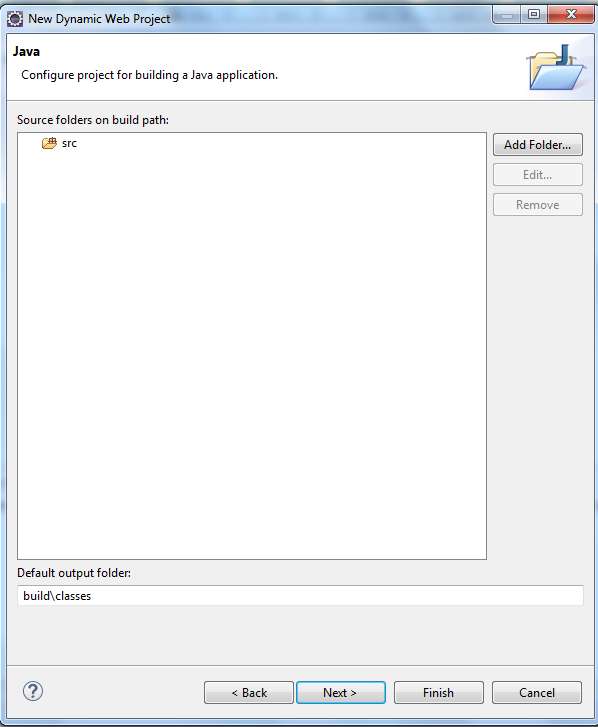 New Dynamic Web Project
Java
Configure project for building a Java application.
Source folders on build path:
src
Add Folder...
Edit...
Remove
Default output folder:
build\classes
?
< Back
Next >
Finish
Cancel